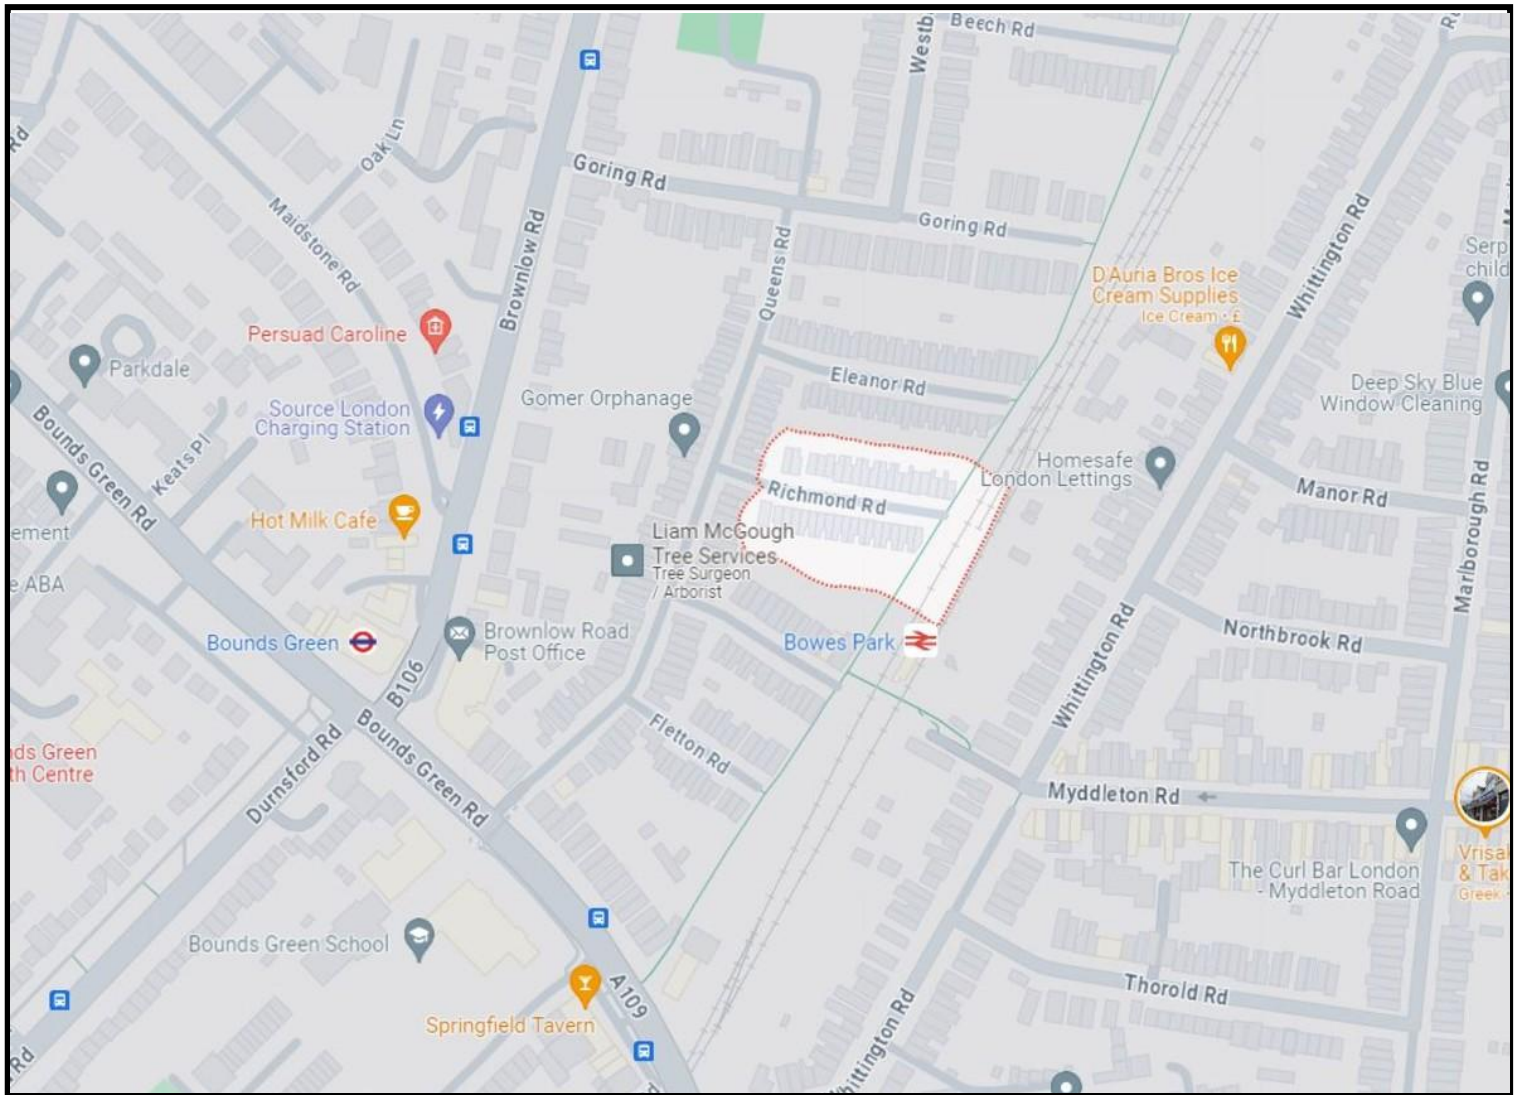 Beech Rd
Westb
Rd
Oak Ln
Goring Rd
Maidstone Rd
Brownlow Rd
Queens Rd
Goring Rd
Whittington Rd
Serp
child
D'Auria Bros Ice
Cream Supplies
Ice Cream · £
Persuad Caroline
Parkdale
Eleanor Rd
Gomer Orphanage
Deep Sky Blue
Window Cleaning
Source London
Charging Station
Bounds Green Rd
Keats Pl
Homesafe
London Lettings
Manor Rd
Richmond Rd
Marlborough Rd
Hot Milk Cafe
ement
Liam McGough
Tree Services
Tree Surgeon
/ Arborist
e ABA
Bounds Green
Brownlow Road
Post Office
Bowes Park
Northbrook Rd
Whittington Rd
B106
Fletton Rd
nds Green
th Centre
Durnsford Rd
Bounds Green Rd
Myddleton Rd
The Curl Bar London
- Myddleton Road
Vrisa
& Tak
Greek
Bounds Green School
A109
Thorold Rd
Springfield Tavern
Rd
hittington Rd